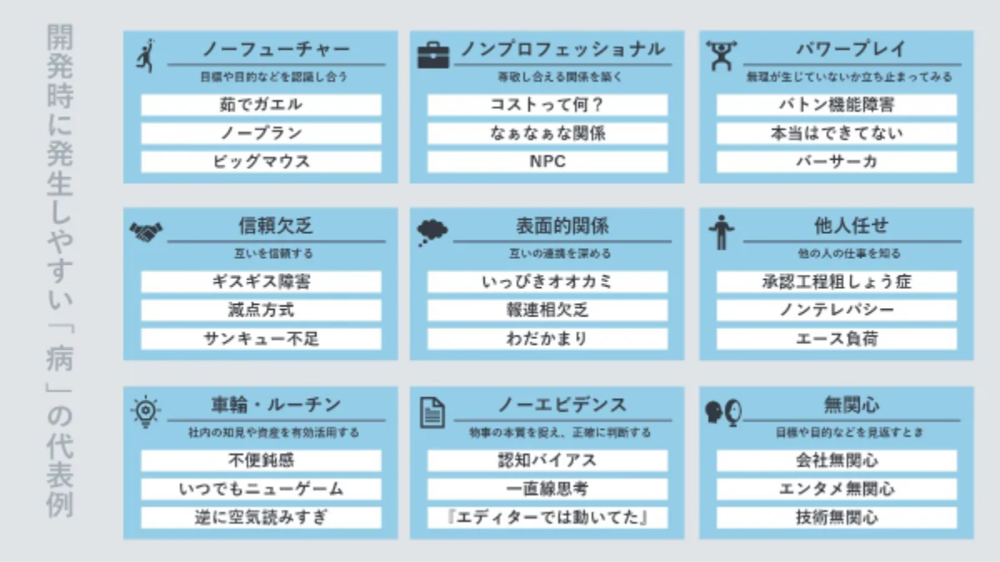 開発時に発生しやすい「病」の代表例
ノーフューチャー
目標や目的などを認識し合う
茹でガエル
ノープラン
ビッグマウス
ノンプロフェッショナル
尊敬し合える関係を築く
コストって何？
なぁなぁな関係
NPC
パワープレイ
無理が生じていないか立ち止まってみる
バトン機能障害
本当はできてない
バーサーカ
信頼欠乏
互いを信頼する
ギスギス障害
減点方式
サンキュー不足
表面的関係
互いの連携を深める
いっぴきオオカミ
報連相欠乏
わだかまり
他人任せ
他の人の仕事を知る
承認工程粗しょう症
ノンテレパシー
エース負荷
車輪・ルーチン
社内の知見や資産を有効活用する
不便鈍感
いつでもニューゲーム
逆に空気読みすぎ
ノーエビデンス
物事の本質を捉え、正確に判断する
認知バイアス
一直線思考
『エディターでは動いてた』
無関心
目標や目的などを見返すとき
会社無関心
エンタメ無関心
技術無関心